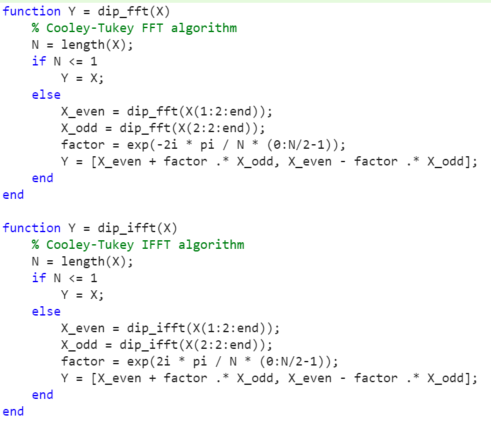 function Y = dip_fft(X)
    % Cooley-Tukey FFT algorithm
    N = length(X);
    if N <= 1
        Y = X;
    else
        X_even = dip_fft(X(1:2:end));
        X_odd = dip_fft(X(2:2:end));
        factor = exp(-2i * pi / N * (0:N/2-1));
        Y = [X_even + factor .* X_odd, X_even - factor .* X_odd];
    end
end
function Y = dip_ifft(X)
    % Cooley-Tukey IFFT algorithm
    N = length(X);
    if N <= 1
        Y = X;
    else
        X_even = dip_ifft(X(1:2:end));
        X_odd = dip_ifft(X(2:2:end));
        factor = exp(2i * pi / N * (0:N/2-1));
        Y = [X_even + factor .* X_odd, X_even - factor .* X_odd];
    end
end